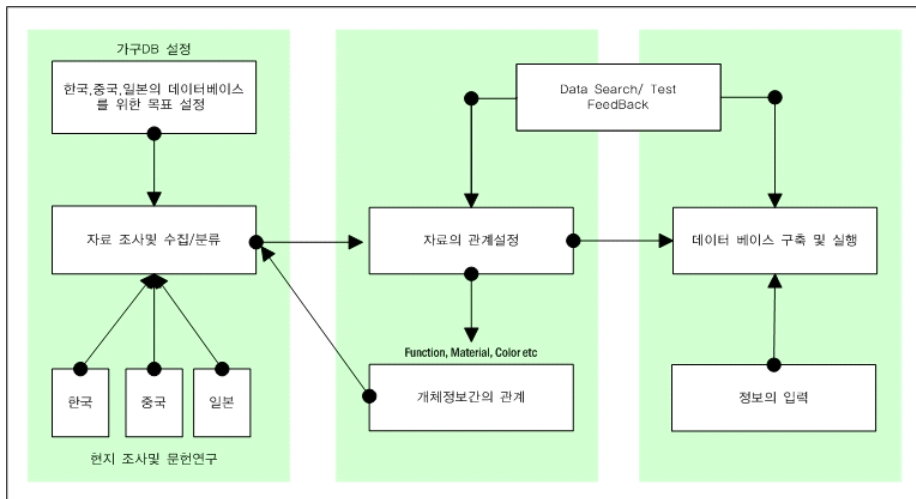 가구DB 설정
한국,중국,일본의 데이터베이스
를 위한 목표 설정
Data Search/ Test
FeedBack
자료 조사및 수집/분류
자료의 관계설정
데이터 베이스 구축 및 실행
Function, Material, Color etc
한국
중국
일본
개체정보간의 관계
정보의 입력
현지 조사및 문헌연구